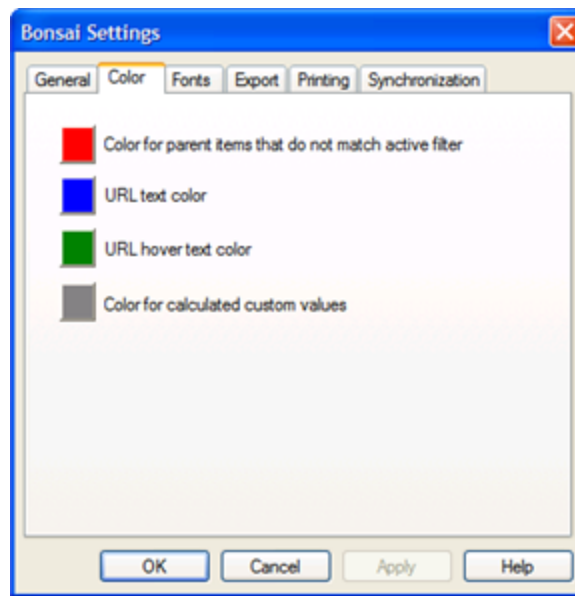 Bonsai Settings
General Color Fonts Export Printing Synchronization
Color for parent items that do not match active filter
URL text color
URL hover text color
Color for calculated custom values
OK Cancel Apply Help